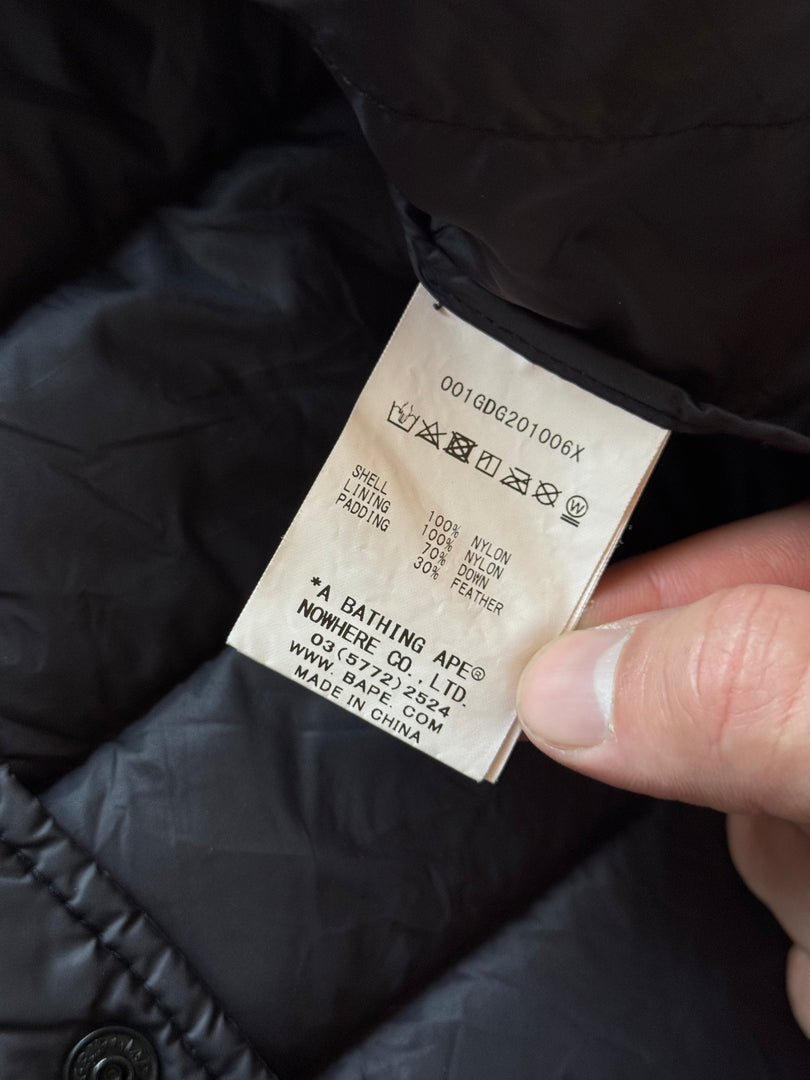 001GDG201006X
W
SHELL 100% NYLON
LINING 100% NYLON
PADDING 70% DOWN
30% FEATHER
*A BATHING APE®
NOWHERE CO., LTD.
03(5772)2524
WWW. BAPE. COM
MADE IN CHINA